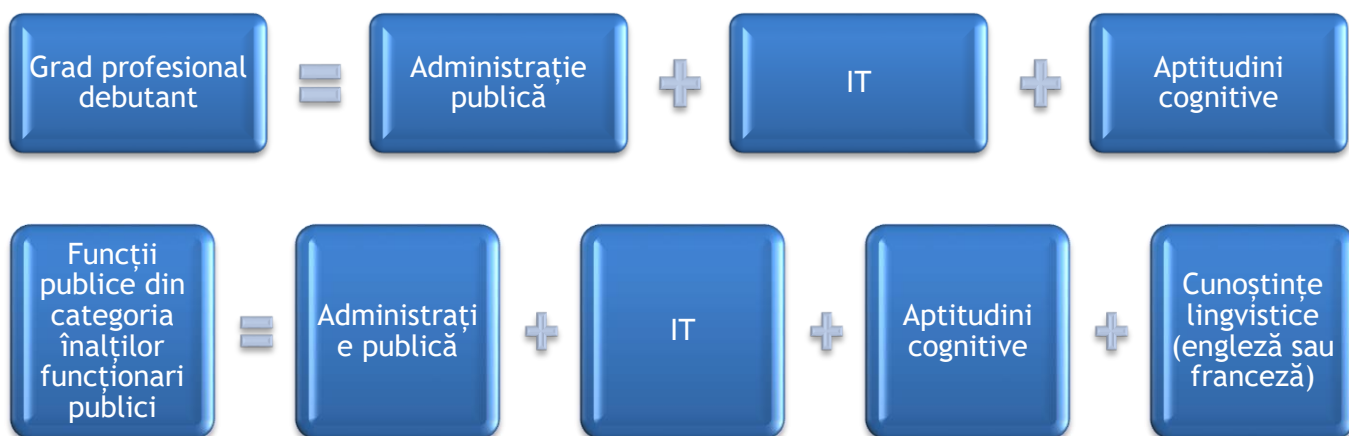 Grad profesional
debutant
=
Administrație
publică
+
IT
+
Aptitudini
cognitive
Funcții
publice din
categoria
înalților
funcționari
publici
=
Administrați
e publică
+
IT
+
Aptitudini
cognitive
+
Cunoștințe
lingvistice
(engleză sau
franceză)